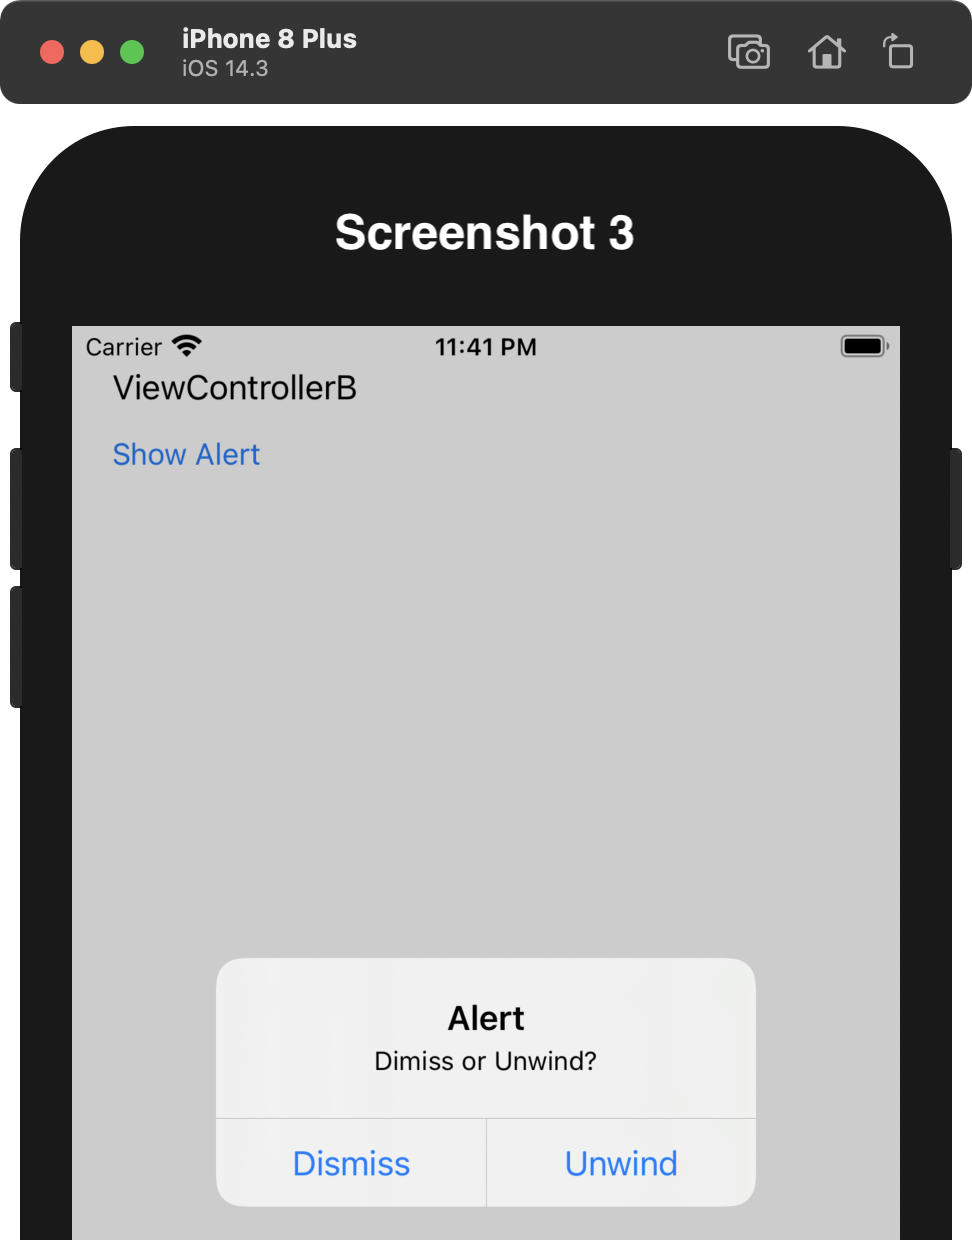 iPhone 8 Plus
iOS 14.3
Screenshot 3
Carrier 11:41 PM
ViewControllerB
Show Alert
Alert
Dimiss or Unwind?
Dismiss Unwind